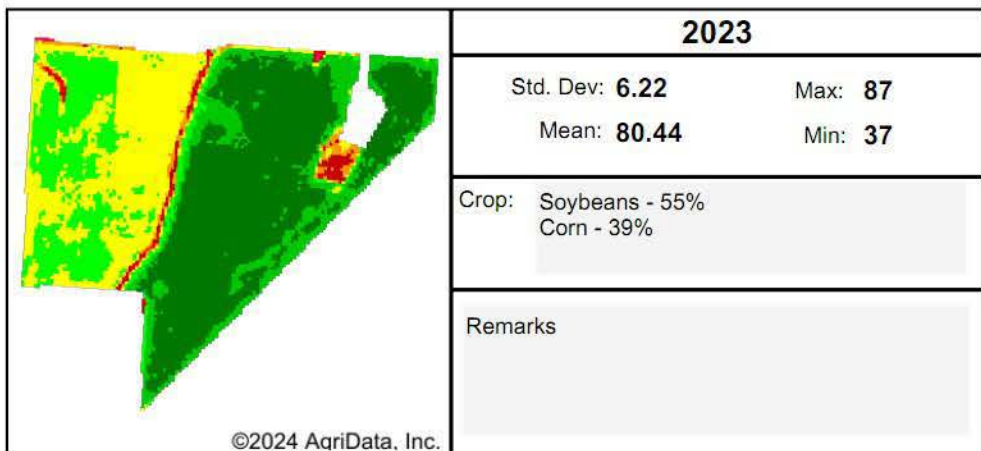 2023
Std. Dev: 6.22 Max: 87
Mean: 80.44 Min: 37
Crop: Soybeans - 55%
Corn - 39%
Remarks
©2024 AgriData, Inc.